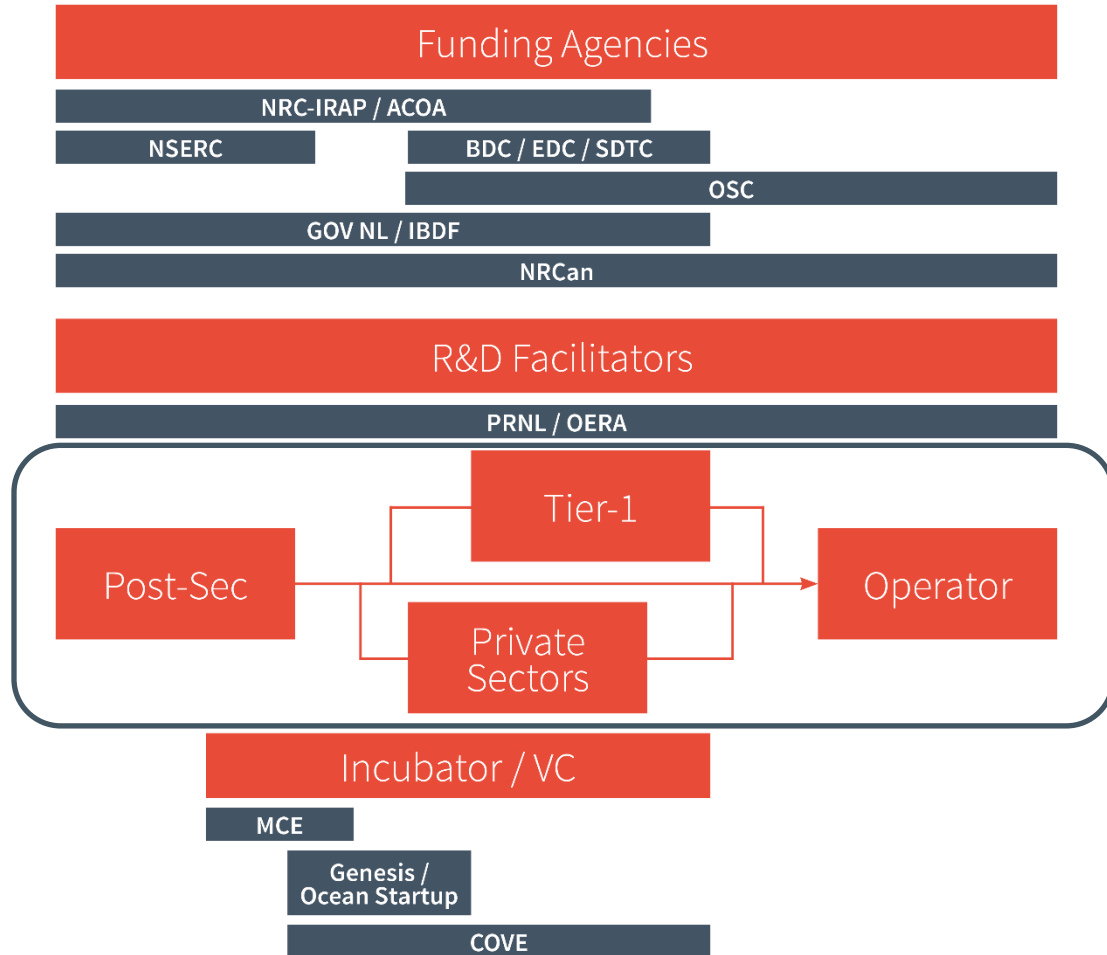 Funding Agencies
NRC-IRAP / ACOA
NSERC
BDC / EDC / SDTC
OSC
GOV NL / IBDF
NRCan
R&D Facilitators
PRNL / OERA
Tier-1
Post-Sec
Operator
Private
Sectors
Incubator / VC
MCE
Genesis /
Ocean Startup
COVE